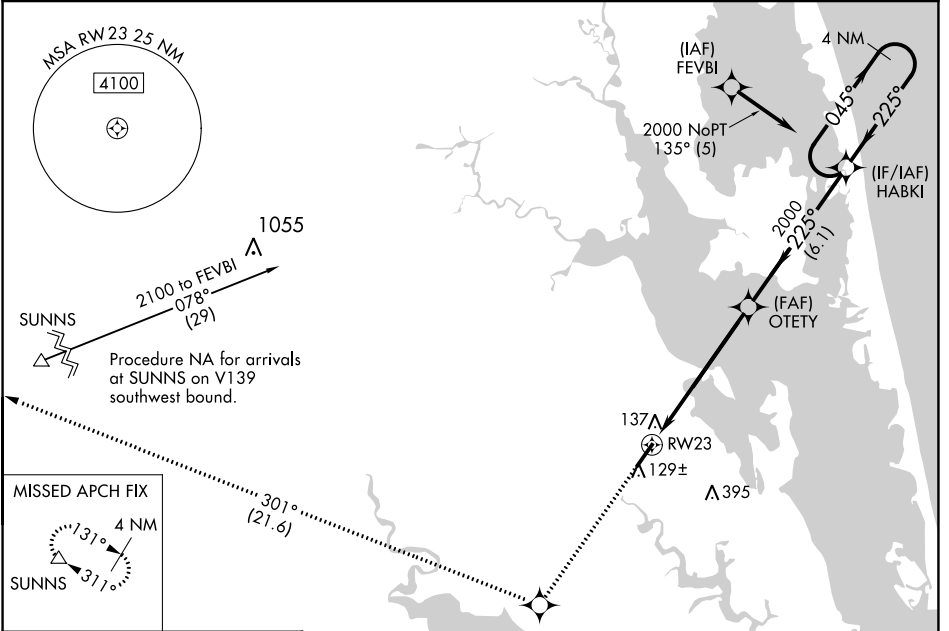 MSA RW23 25 NM
4100
(IAF)
FEVBI
4 NM
045°
225°
2000 NoPT
135° (5)
(IF/IAF)
HABKI
2000
225°
(6.1)
1055
2100 to FEVBI
078°
(29)
SUNNS
(FAF)
OTETY
Procedure NA for arrivals
at SUNNS on V139
southwest bound.
137
RW23
129±
395
301°
(21.6)
MISSED APCH FIX
4 NM
131°
311°
SUNNS